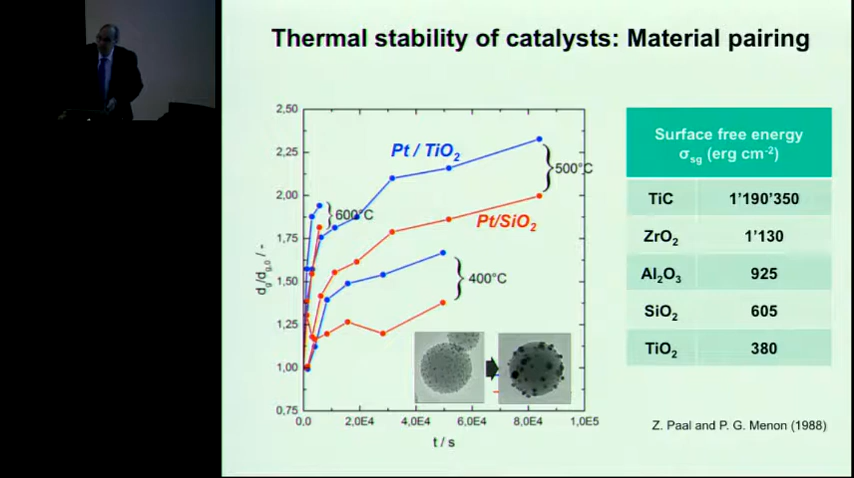 Thermal stability of catalysts: Material pairing
2,50
2,25
2,00
1,75
1,50
1,25
1,00
0,75
dg/dg,0 / -
0,0
2,0E4
4,0E4
6,0E4
8,0E4
1,0E5
t / s
Pt / TiO₂
500°C
600°C
Pt/SiO₂
400°C
Surface free energy
σsg (erg cm⁻²)
TiC 1'190'350
ZrO₂ 1'130
Al₂O₃ 925
SiO₂ 605
TiO₂ 380
Z. Paal and P. G. Menon (1988)